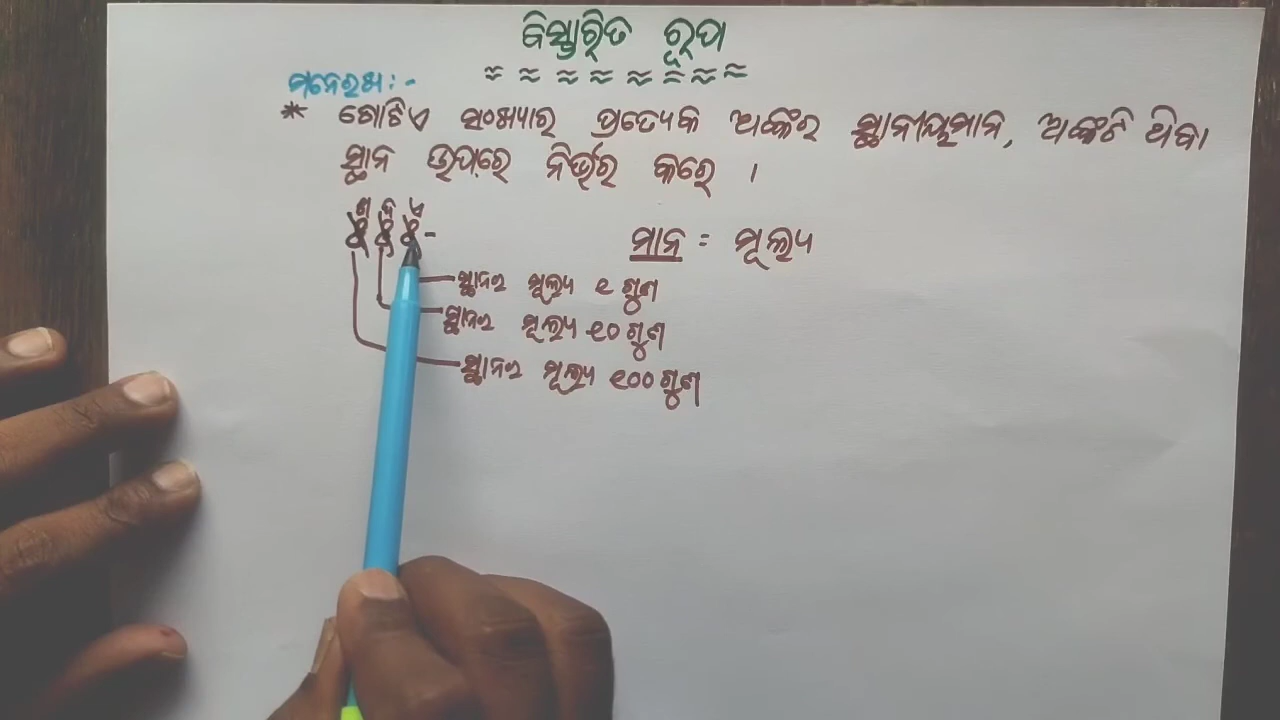 ବିସ୍ତାରିତ ରୂପ
ମନେରଖ:-
* ଗୋଟିଏ ସଂଖ୍ୟାର ପ୍ରତ୍ୟେକ ଅଙ୍କର ସ୍ଥାନୀୟମାନ, ଅଙ୍କଟି ଥିବା
ସ୍ଥାନ ଉପରେ ନିର୍ଭର କରେ ।
ଶ ଦ ଏ
ମାନ = ମୂଲ୍ୟ
ସ୍ଥାନର ମୂଲ୍ୟ ୧ ଗୁଣ
ସ୍ଥାନର ମୂଲ୍ୟ ୧୦ ଗୁଣ
ସ୍ଥାନର ମୂଲ୍ୟ ୧୦୦ ଗୁଣ